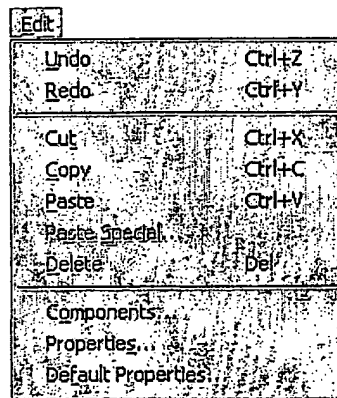 Edit
Undo Ctrl+Z
Redo Ctrl+Y
Cut Ctrl+X
Copy Ctrl+C
Paste Ctrl+V
Paste Special...
Delete Del
Components...
Properties...
Default Properties